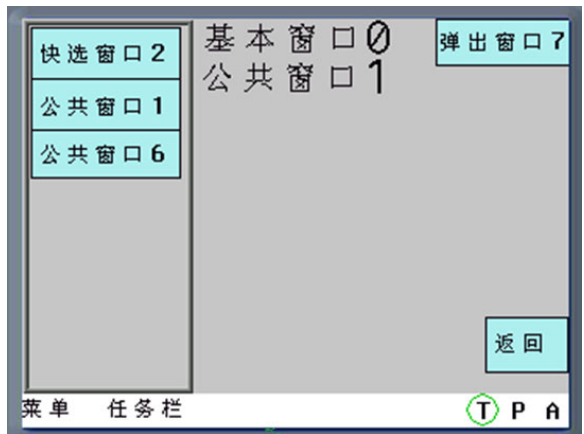 快选窗口2
公共窗口1
公共窗口6
基本窗口0
公共窗口1
弹出窗口7
返回
菜单 任务栏
T P A